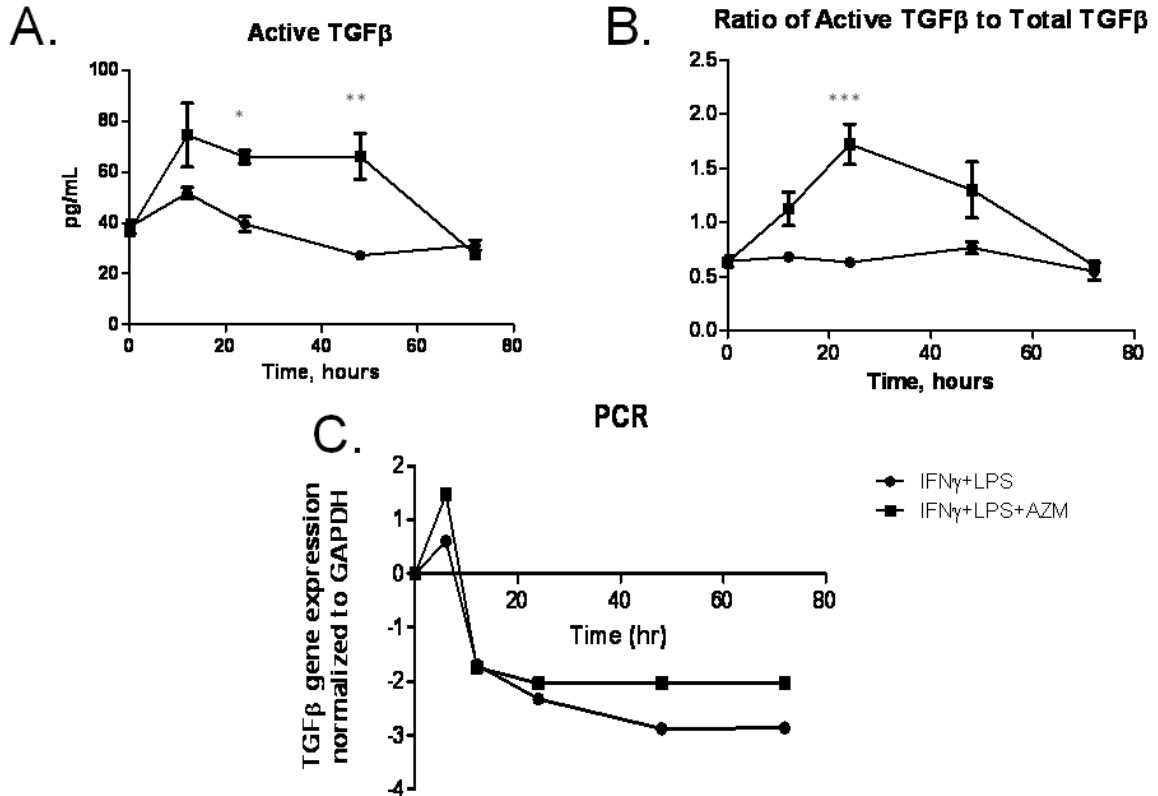 A.
Active TGFβ
100
80
60
40
20
0
pg/mL
*
**
0
20
40
60
80
Time, hours
B.
Ratio of Active TGFβ to Total TGFβ
2.5
2.0
1.5
1.0
0.5
0.0
***
0
20
40
60
80
Time, hours
C.
PCR
2
1
0
-1
-2
-3
-4
TGFβ gene expression
normalized to GAPDH
20
40
60
80
Time (hr)
IFNγ+LPS
IFNγ+LPS+AZM